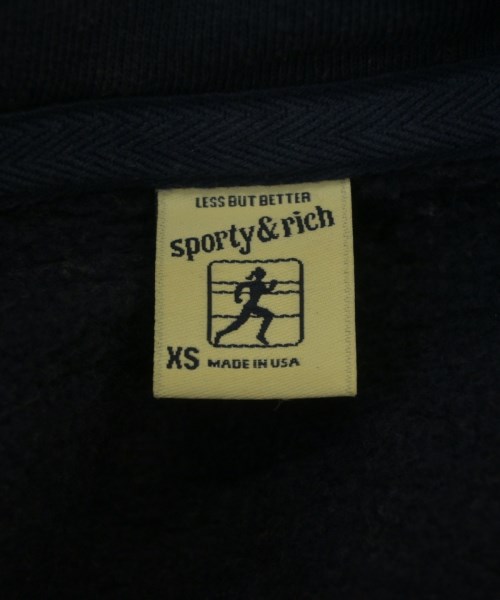 LESS BUT BETTER
sporty & rich
XS MADE IN USA